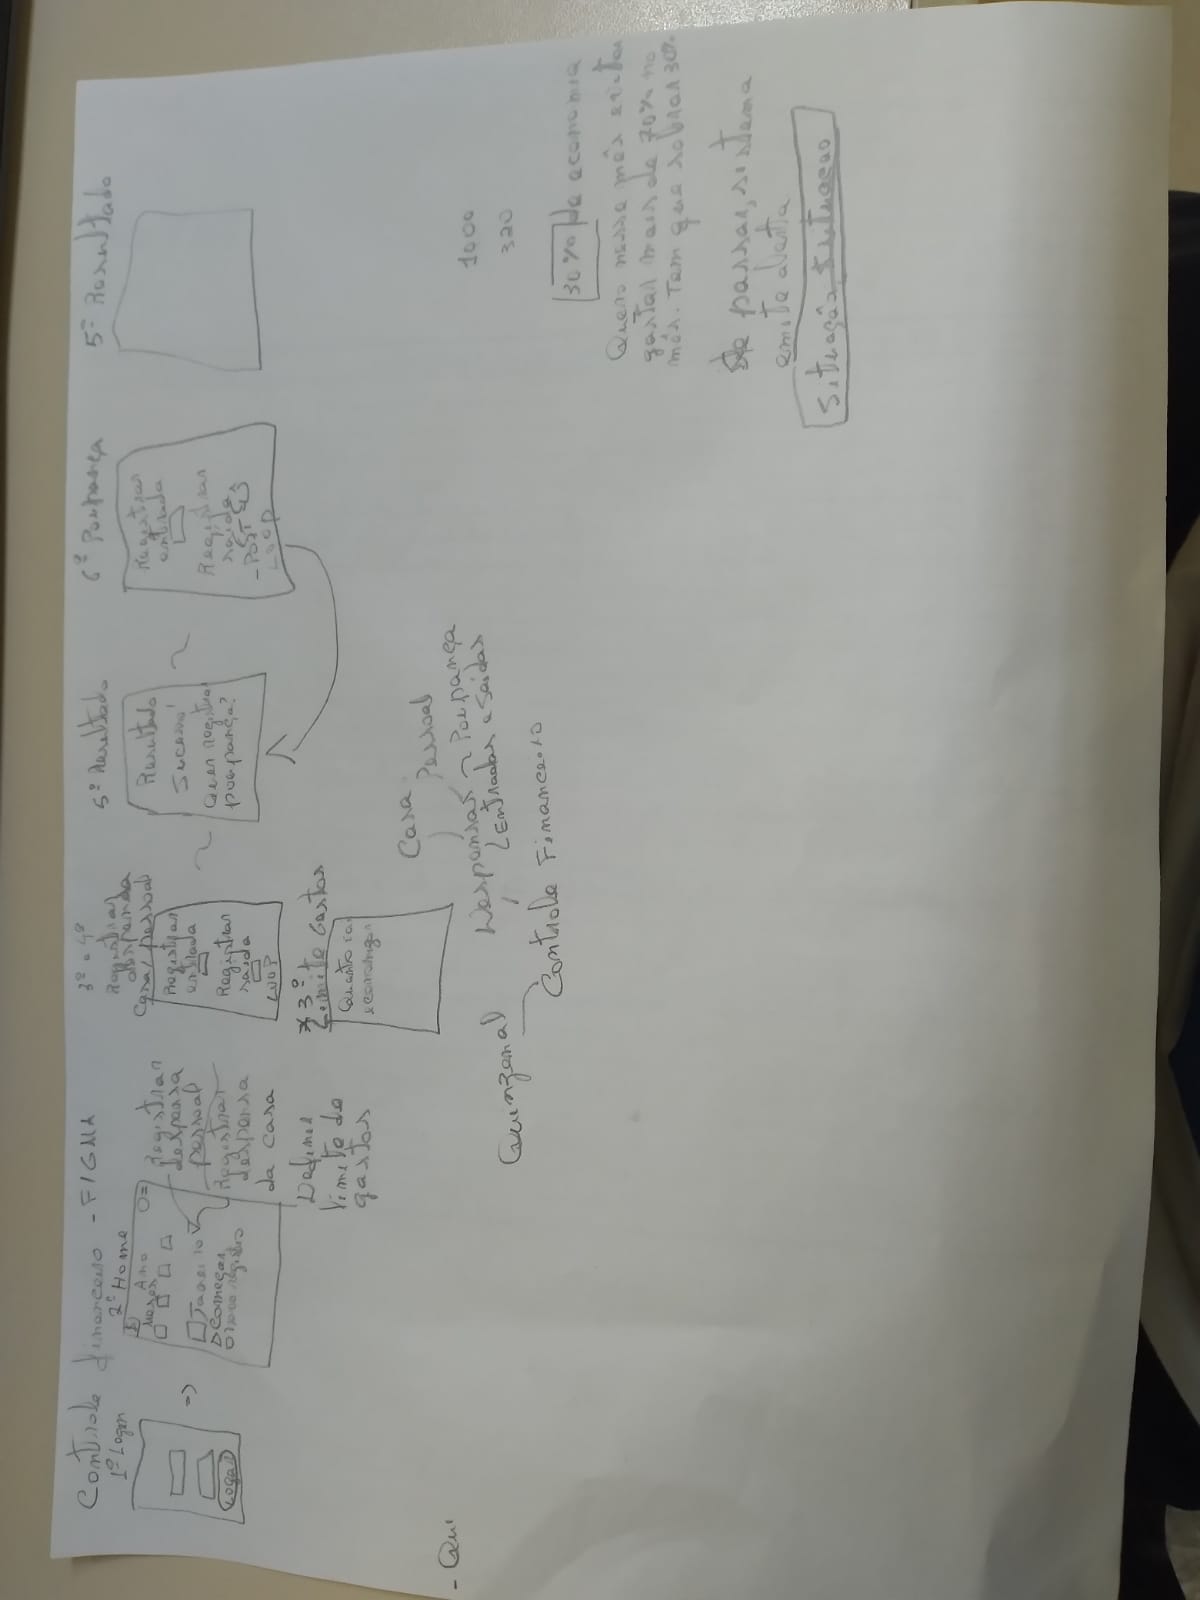 Controle financeiro - FIGMA
1º Login
2º Home
Ano
Meses
Janeiro
Começar
novo registro
Registrar
despesa
pessoal
Registrar
despesa
da casa
Definir
limite de
gastos
3º e 4º
Registrar
despesa
Casa/pessoal
Registrar
entrada
Registrar
saída
LOOP
3º
Limite Gastos
Quanto
economizar
5º Resultado
Resultado
Sucesso!
Quer registrar
poupança?
6º Poupança
Registrar
entrada
Registrar
saída
LOOP
5º Resultado
- Qui
Casa
Pessoal
Despesas ~ Poupança
Entradas e Saídas
Quinzenal
Controle Financeiro
1000
320
30% de economia
Quero nesse mês evitar
gastar mais de 70% no
mês. Tem que sobrar 30%.
Se passar, sistema
emite alerta
Situação